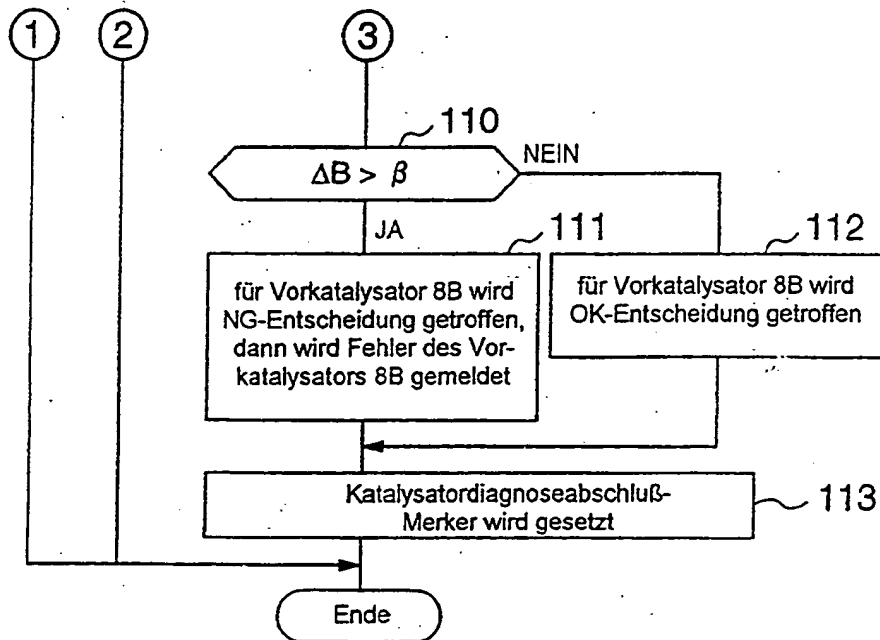 1 2 3
110
ΔB > β
NEIN
JA
111
112
für Vorkatalysator 8B wird
NG-Entscheidung getroffen,
dann wird Fehler des Vor-
katalysators 8B gemeldet
für Vorkatalysator 8B wird
OK-Entscheidung getroffen
Katalysatordiagnoseabschluß-
Merker wird gesetzt
113
Ende